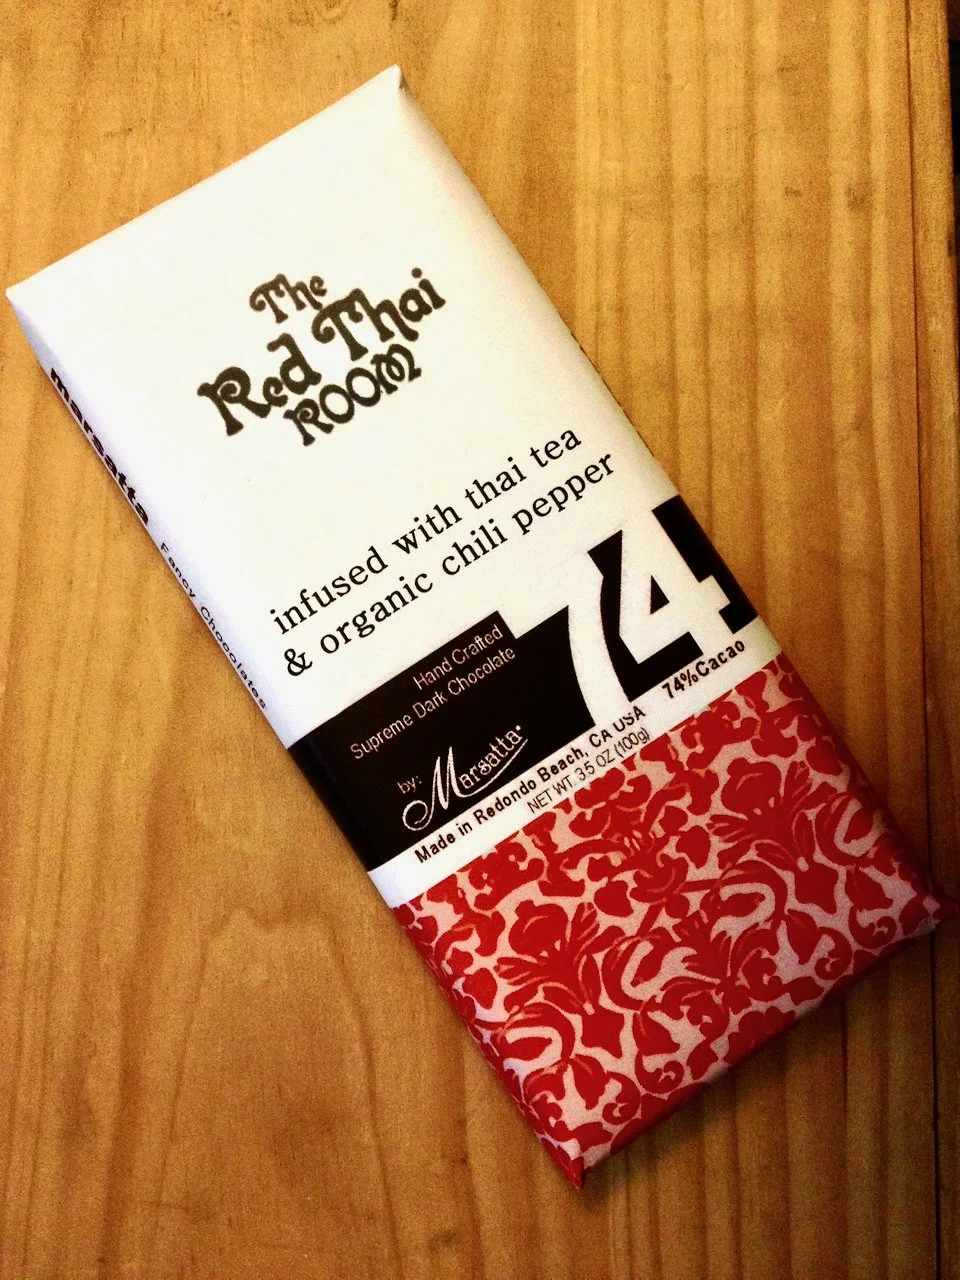 The
Red Thai
ROOM
infused with thai tea
& organic chili pepper
74
Hand Crafted
Supreme Dark Chocolate
by: Marsatta
74%Cacao
Made in Redondo Beach, CA USA
NET WT. 3.5 OZ (100g)
marsatta Fancy Chocolates